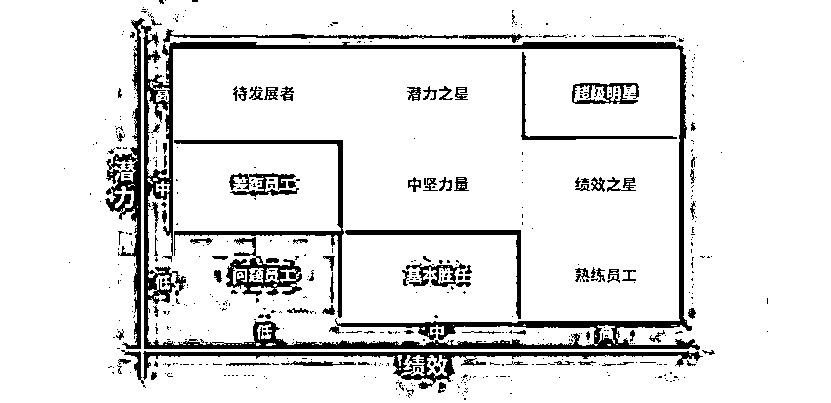 高
待发展者
潜力之星
超级明星
潜力
中
差距员工
中坚力量
绩效之星
低
问题员工
基本胜任
熟练员工
低
中
高
绩效